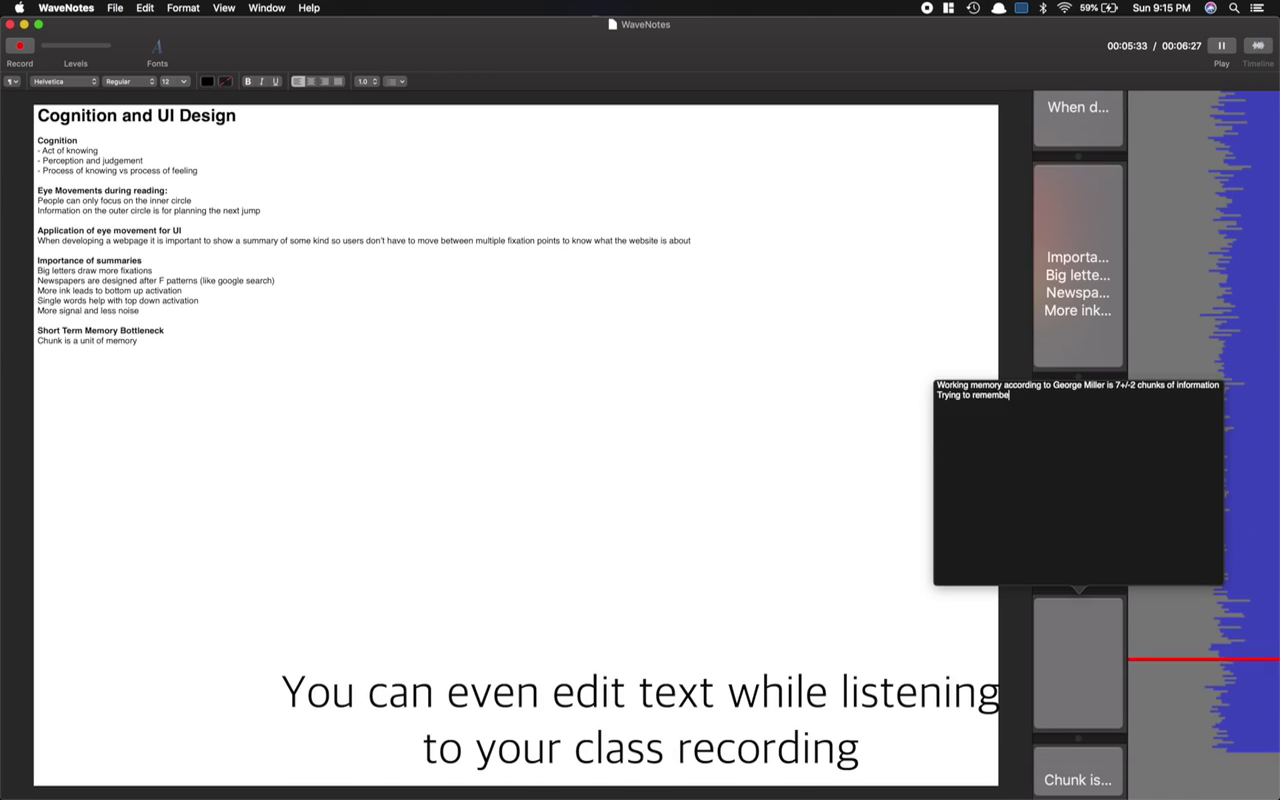 WaveNotes File Edit Format View Window Help
59% Sun 9:15 PM
WaveNotes
00:05:33 / 00:06:27
Record Levels Fonts Play Timeline
Helvetica Regular 12 B I U 1.0
Cognition and UI Design
Cognition
- Act of knowing
- Perception and judgement
- Process of knowing vs process of feeling
Eye Movements during reading:
People can only focus on the inner circle
Information on the outer circle is for planning the next jump
Application of eye movement for UI
When developing a webpage it is important to show a summary of some kind so users don't have to move between multiple fixation points to know what the website is about
Importance of summaries
Big letters draw more fixations
Newspapers are designed after F patterns (like google search)
More ink leads to bottom up activation
Single words help with top down activation
More signal and less noise
Short Term Memory Bottleneck
Chunk is a unit of memory
When d...
Importa...
Big lette...
Newspa...
More ink...
Working memory according to George Miller is 7+/-2 chunks of information
Trying to remembe
Chunk is...
You can even edit text while listening
to your class recording